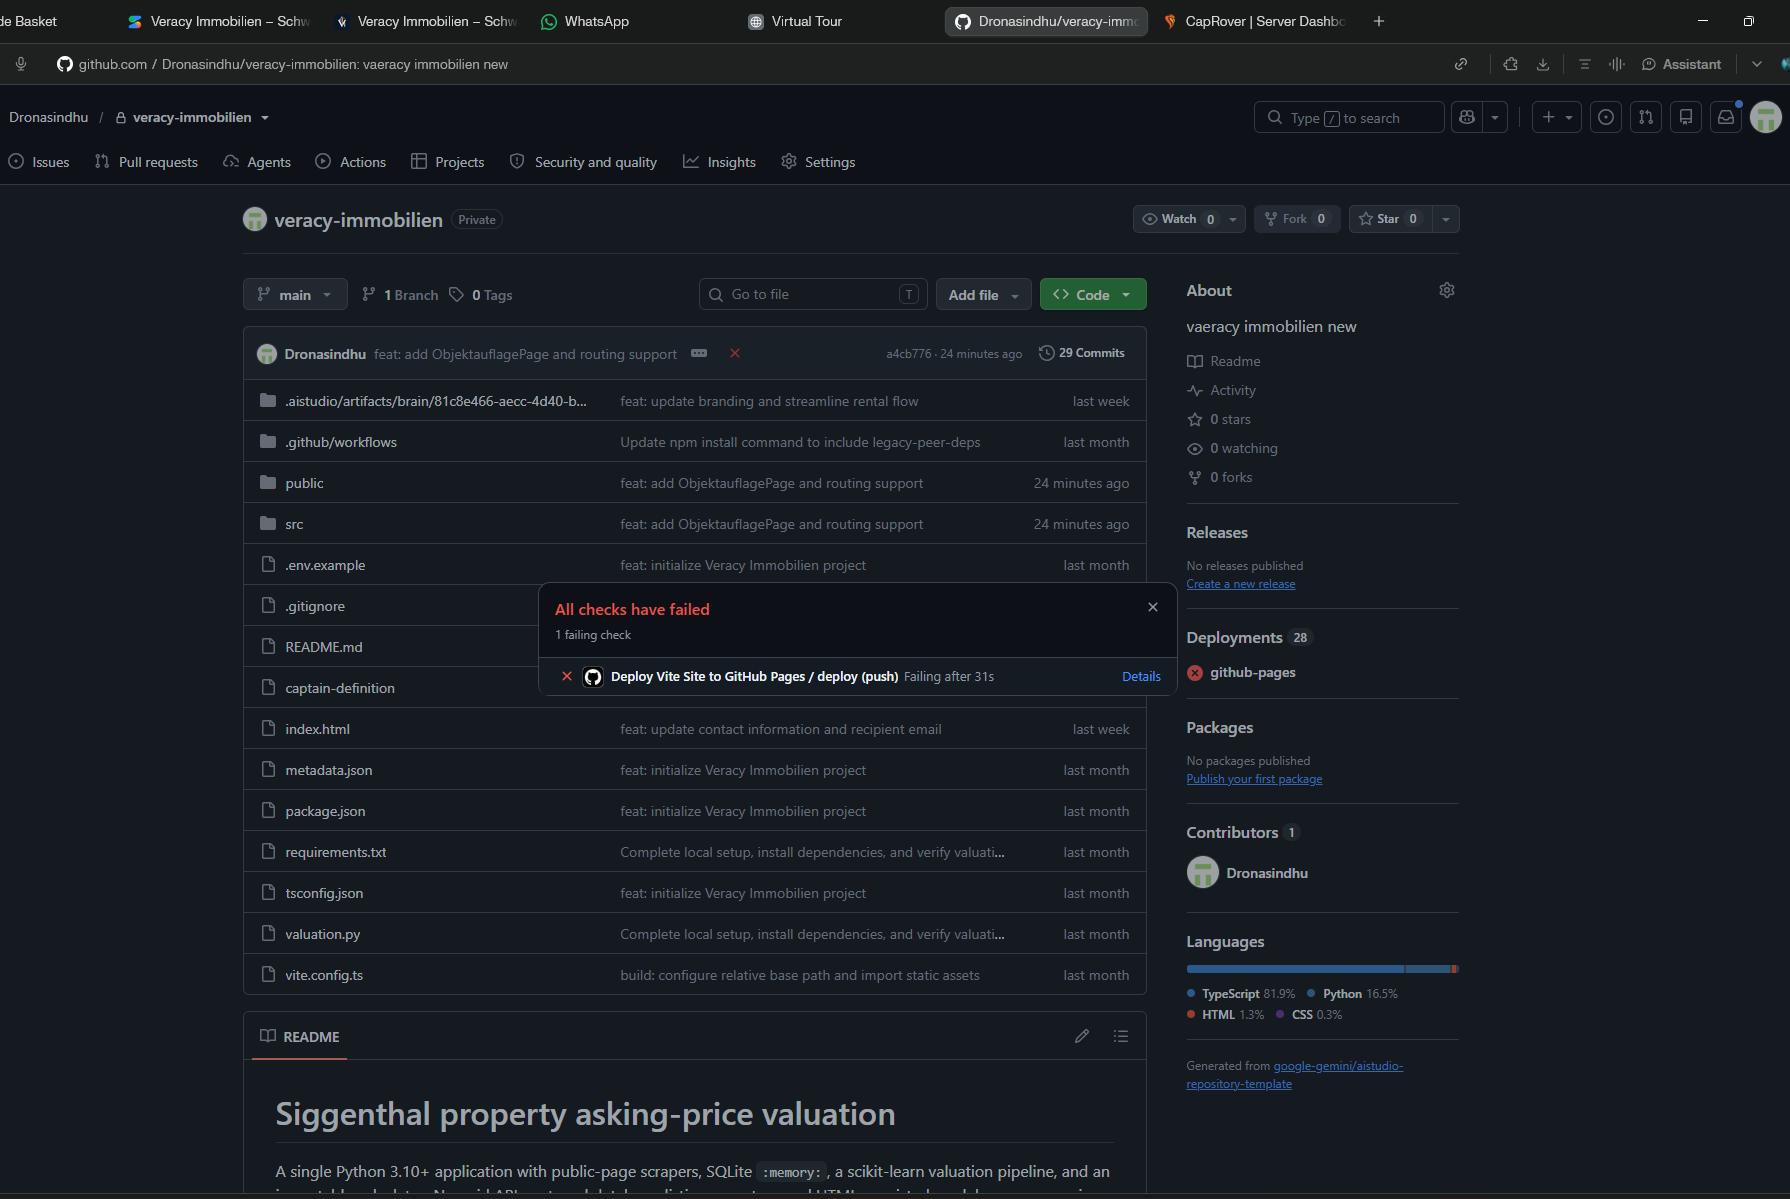 de Basket
Veracy Immobilien – Schw
Veracy Immobilien – Schw
WhatsApp
Virtual Tour
Dronasindhu/veracy-immo
CapRover | Server Dashbo
github.com / Dronasindhu/veracy-immobilien: vaeracy immobilien new
Assistant
Dronasindhu / veracy-immobilien
Type / to search
Issues
Pull requests
Agents
Actions
Projects
Security and quality
Insights
Settings
veracy-immobilien Private
Watch 0
Fork 0
Star 0
main
1 Branch
0 Tags
Go to file T
Add file
Code
Dronasindhu feat: add ObjektauflagePage and routing support
a4cb776 · 24 minutes ago
29 Commits
.aistudio/artifacts/brain/81c8e466-aecc-4d40-b... feat: update branding and streamline rental flow last week
.github/workflows Update npm install command to include legacy-peer-deps last month
public feat: add ObjektauflagePage and routing support 24 minutes ago
src feat: add ObjektauflagePage and routing support 24 minutes ago
.env.example feat: initialize Veracy Immobilien project last month
.gitignore
README.md
captain-definition
All checks have failed
1 failing check
Deploy Vite Site to GitHub Pages / deploy (push) Failing after 31s Details
index.html feat: update contact information and recipient email last week
metadata.json feat: initialize Veracy Immobilien project last month
package.json feat: initialize Veracy Immobilien project last month
requirements.txt Complete local setup, install dependencies, and verify valuati... last month
tsconfig.json feat: initialize Veracy Immobilien project last month
valuation.py Complete local setup, install dependencies, and verify valuati... last month
vite.config.ts build: configure relative base path and import static assets last month
README
Siggenthal property asking-price valuation
A single Python 3.10+ application with public-page scrapers, SQLite :memory:, a scikit-learn valuation pipeline, and an
About
vaeracy immobilien new
Readme
Activity
0 stars
0 watching
0 forks
Releases
No releases published
Create a new release
Deployments 28
github-pages
Packages
No packages published
Publish your first package
Contributors 1
Dronasindhu
Languages
TypeScript 81.9% Python 16.5%
HTML 1.3% CSS 0.3%
Generated from google-gemini/aistudio-
repository-template